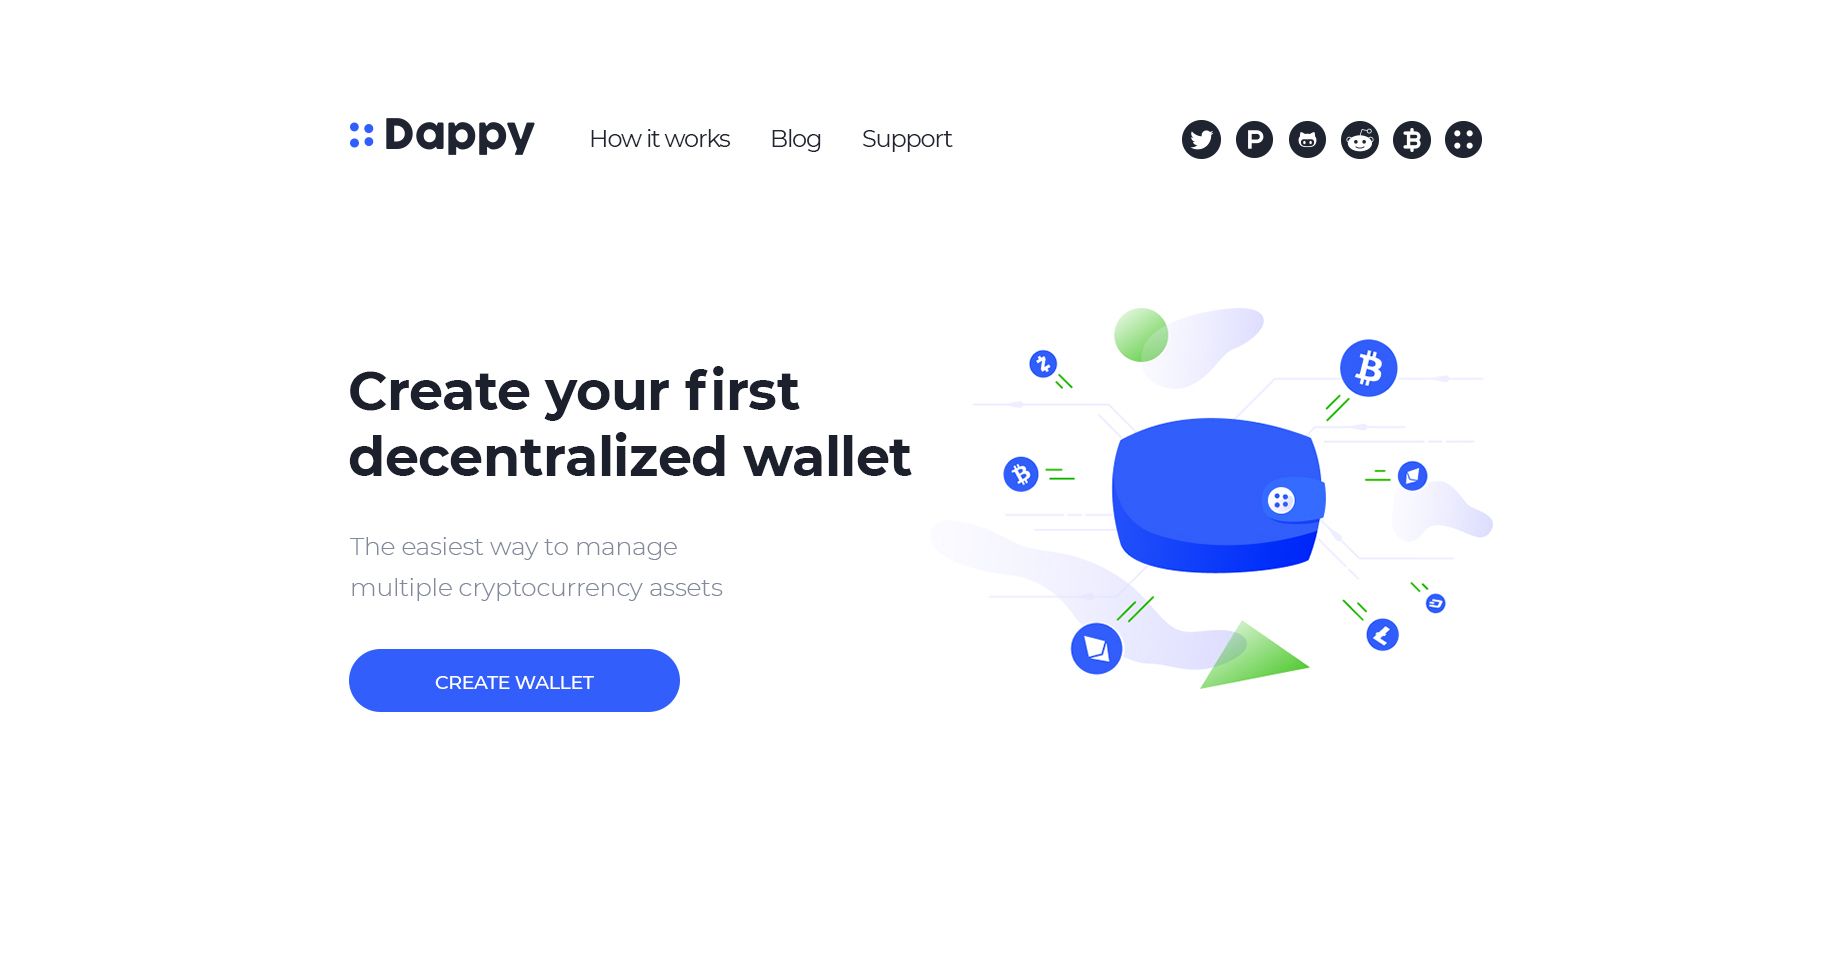 Dappy
How it works
Blog
Support
Create your first
decentralized wallet
The easiest way to manage
multiple cryptocurrency assets
CREATE WALLET